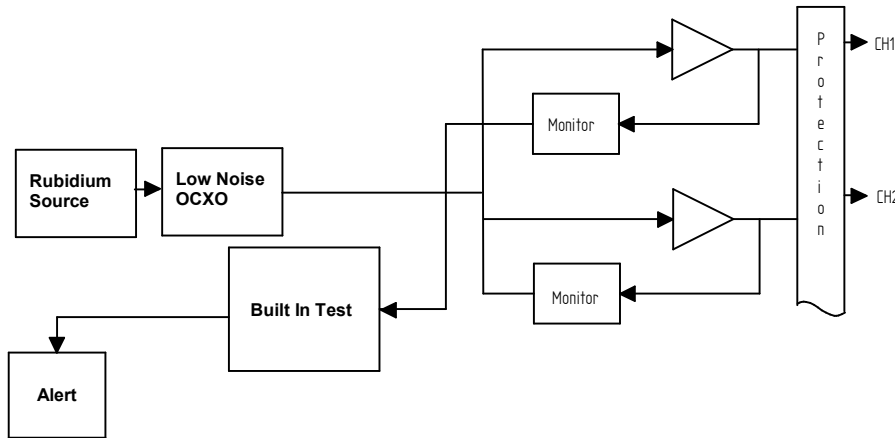 Rubidium
Source
Low Noise
OCXO
Built In Test
Alert
Monitor
Monitor
Protection
CH1
CH2